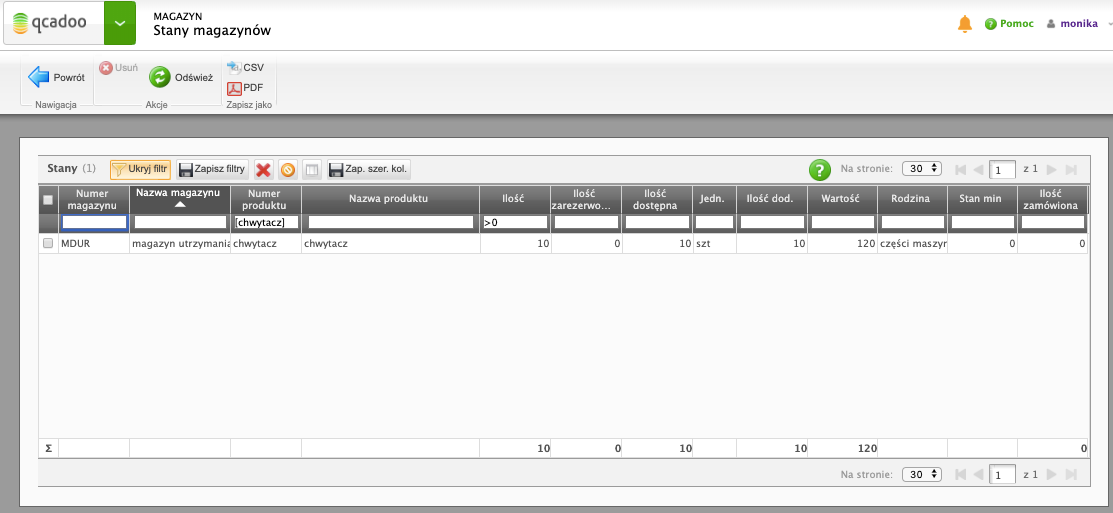 qcadoo
MAGAZYN
Stany magazynów
Pomoc
monika
Powrót
Nawigacja
Usuń
Odśwież
Akcje
CSV
PDF
Zapisz jako
Stany (1)
Ukryj filtr
Zapisz filtry
Zap. szer. kol.
?
Na stronie: 30
1 z 1
Numer magazynu
Nazwa magazynu
Numer produktu
Nazwa produktu
Ilość
Ilość zarezerwo...
Ilość dostępna
Jedn.
Ilość dod.
Wartość
Rodzina
Stan min
Ilość zamówiona
[chwytacz] >0
MDUR magazyn utrzymania chwytacz chwytacz 10 0 10 szt 10 120 części maszyn 0 0
Σ 10 0 10 10 120 0
Na stronie: 30
1 z 1